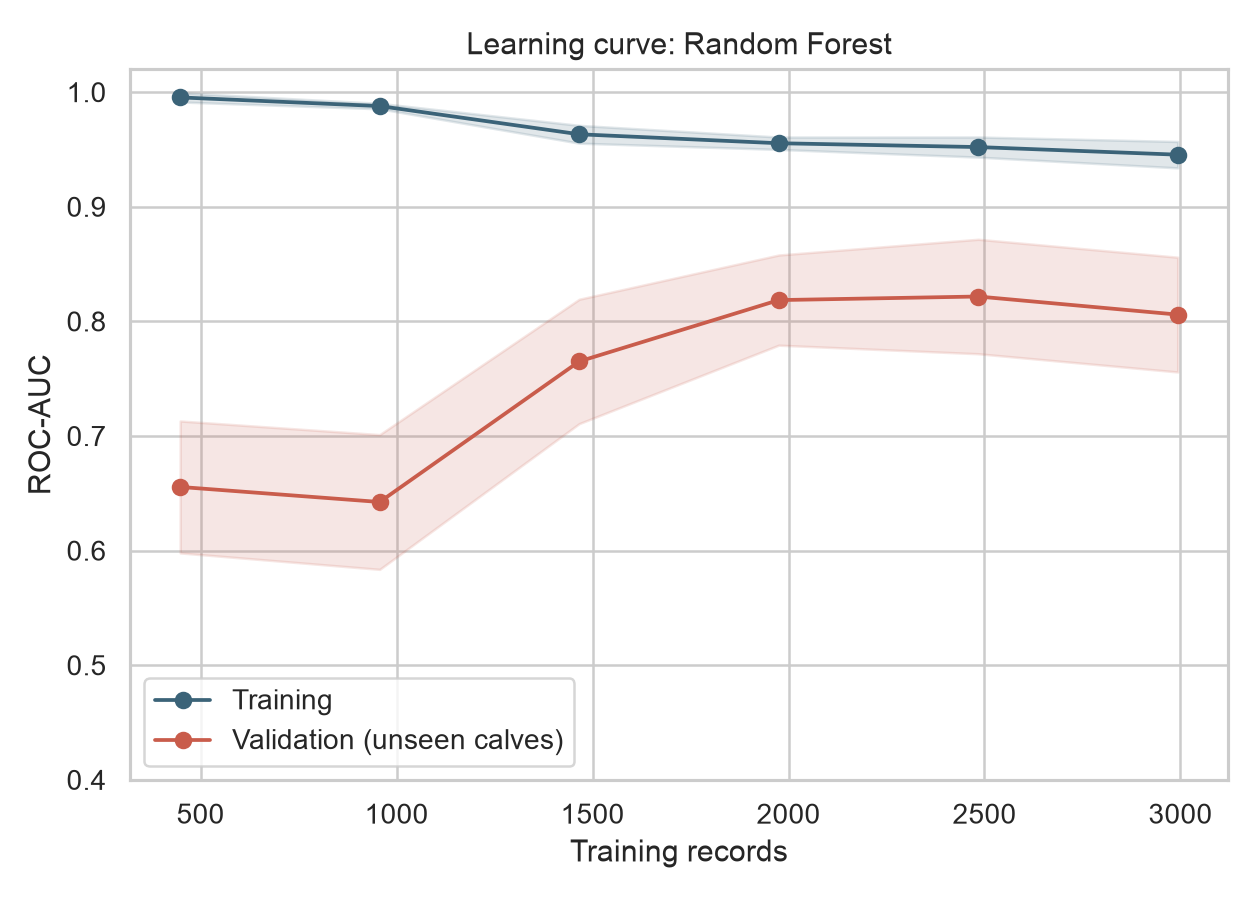 Learning curve: Random Forest
1.0
0.9
0.8
0.7
0.6
0.5
0.4
ROC-AUC
Training
Validation (unseen calves)
500 1000 1500 2000 2500 3000
Training records